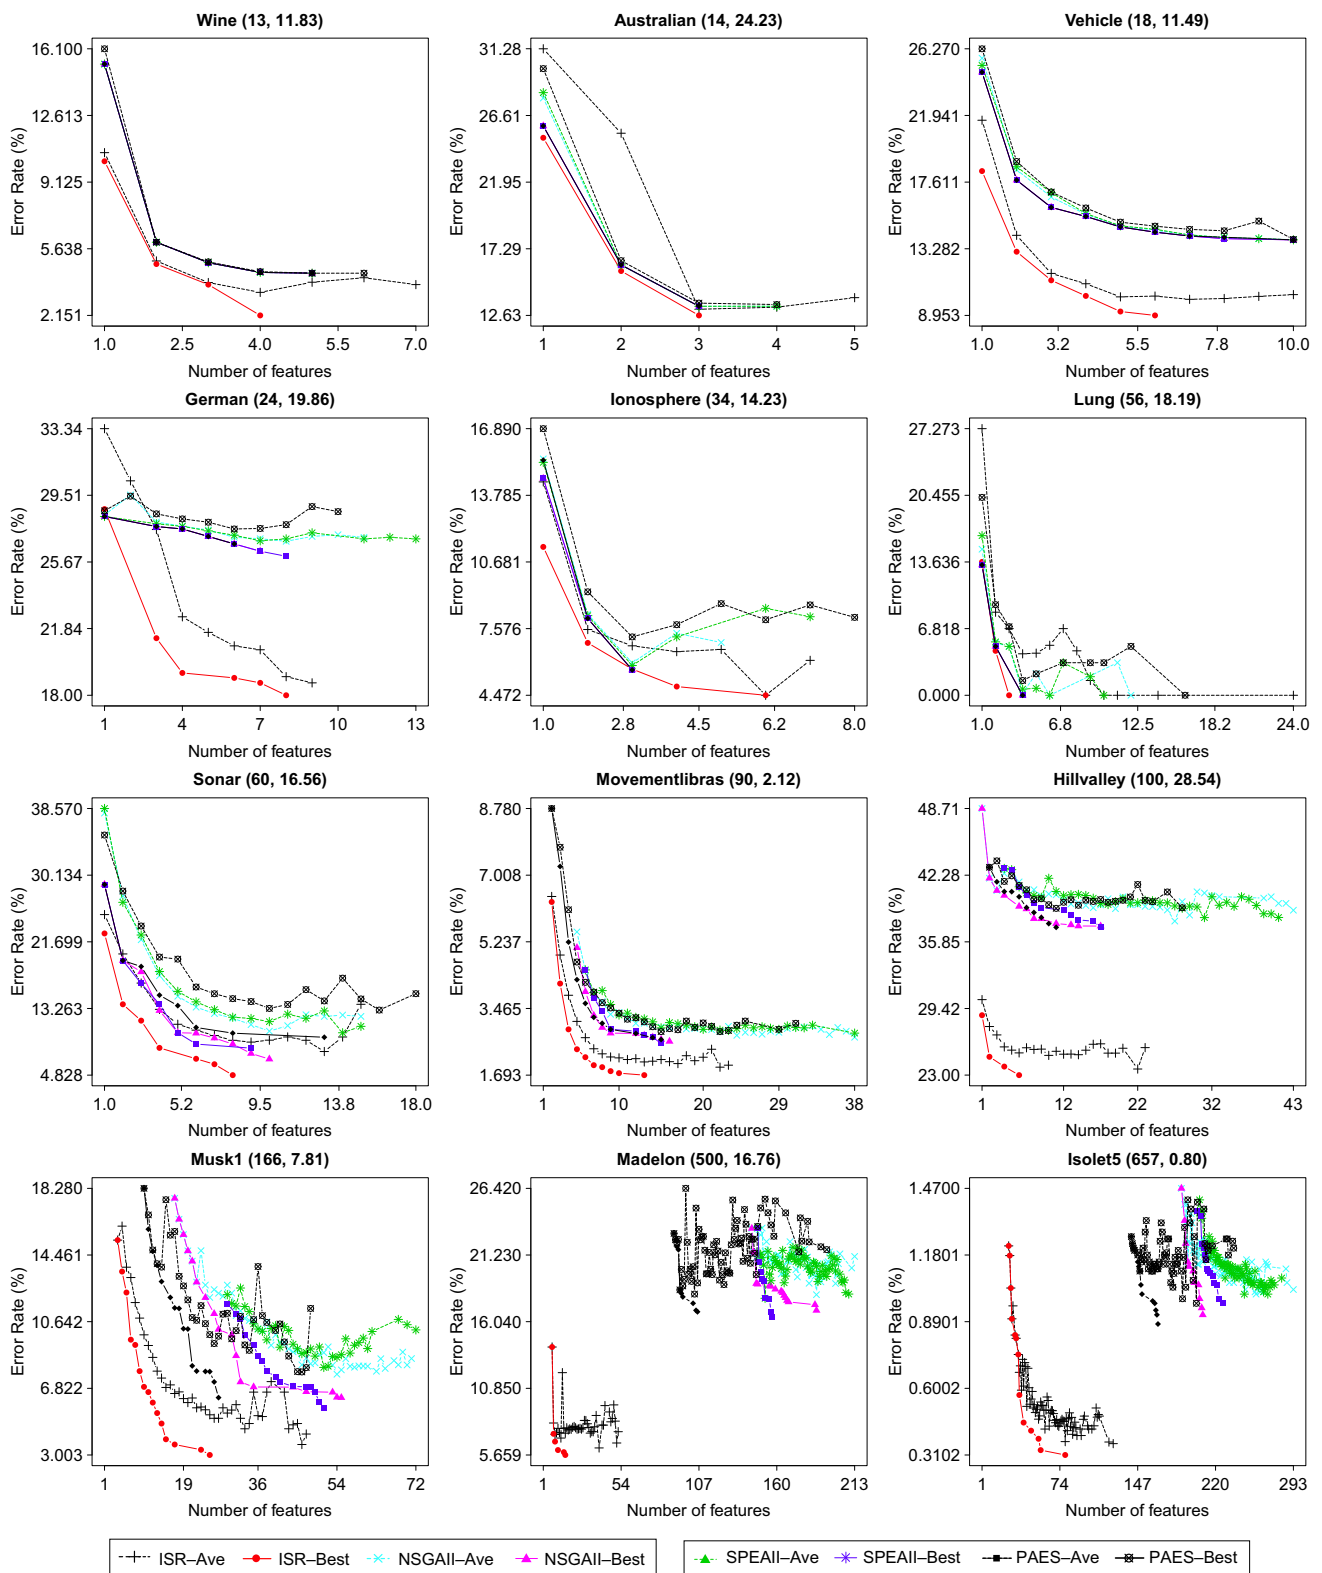 Wine (13, 11.83)
Error Rate (%)
16.100
12.613
9.125
5.638
2.151
1.0 2.5 4.0 5.5 7.0
Number of features
Australian (14, 24.23)
Error Rate (%)
31.28
26.61
21.95
17.29
12.63
1 2 3 4 5
Number of features
Vehicle (18, 11.49)
Error Rate (%)
26.270
21.941
17.611
13.282
8.953
1.0 3.2 5.5 7.8 10.0
Number of features
German (24, 19.86)
Error Rate (%)
33.34
29.51
25.67
21.84
18.00
1 4 7 10 13
Number of features
Ionosphere (34, 14.23)
Error Rate (%)
16.890
13.785
10.681
7.576
4.472
1.0 2.8 4.5 6.2 8.0
Number of features
Lung (56, 18.19)
Error Rate (%)
27.273
20.455
13.636
6.818
0.000
1.0 6.8 12.5 18.2 24.0
Number of features
Sonar (60, 16.56)
Error Rate (%)
38.570
30.134
21.699
13.263
4.828
1.0 5.2 9.5 13.8 18.0
Number of features
Movementlibras (90, 2.12)
Error Rate (%)
8.780
7.008
5.237
3.465
1.693
1 10 20 29 38
Number of features
Hillvalley (100, 28.54)
Error Rate (%)
48.71
42.28
35.85
29.42
23.00
1 12 22 32 43
Number of features
Musk1 (166, 7.81)
Error Rate (%)
18.280
14.461
10.642
6.822
3.003
1 19 36 54 72
Number of features
Madelon (500, 16.76)
Error Rate (%)
26.420
21.230
16.040
10.850
5.659
1 54 107 160 213
Number of features
Isolet5 (657, 0.80)
Error Rate (%)
1.4700
1.1801
0.8901
0.6002
0.3102
1 74 147 220 293
Number of features
ISR–Ave ISR–Best NSGAII–Ave NSGAII–Best SPEAII–Ave SPEAII–Best PAES–Ave PAES–Best